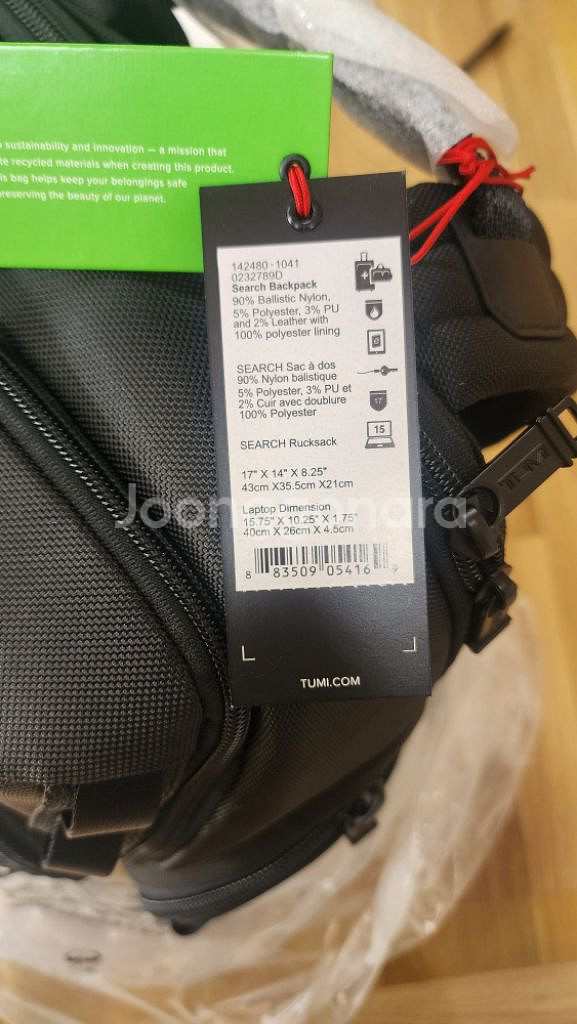 sustainability and innovation — a mission that
recycled materials when creating this product.
bag helps keep your belongings safe
preserving the beauty of our planet.
142480-1041
0232789D
Search Backpack
90% Ballistic Nylon,
5% Polyester, 3% PU
and 2% Leather with
100% polyester lining
SEARCH Sac à dos
90% Nylon balistique
5% Polyester, 3% PU et
2% Cuir avec doublure
100% Polyester
SEARCH Rucksack
17" X 14" X 8.25"
43cm X35.5cm X21cm
Laptop Dimension
15.75" X 10.25" X 1.75"
40cm X 26cm X 4.5cm
8 83509 05416 9
17
15
TUMI.COM
TUMI